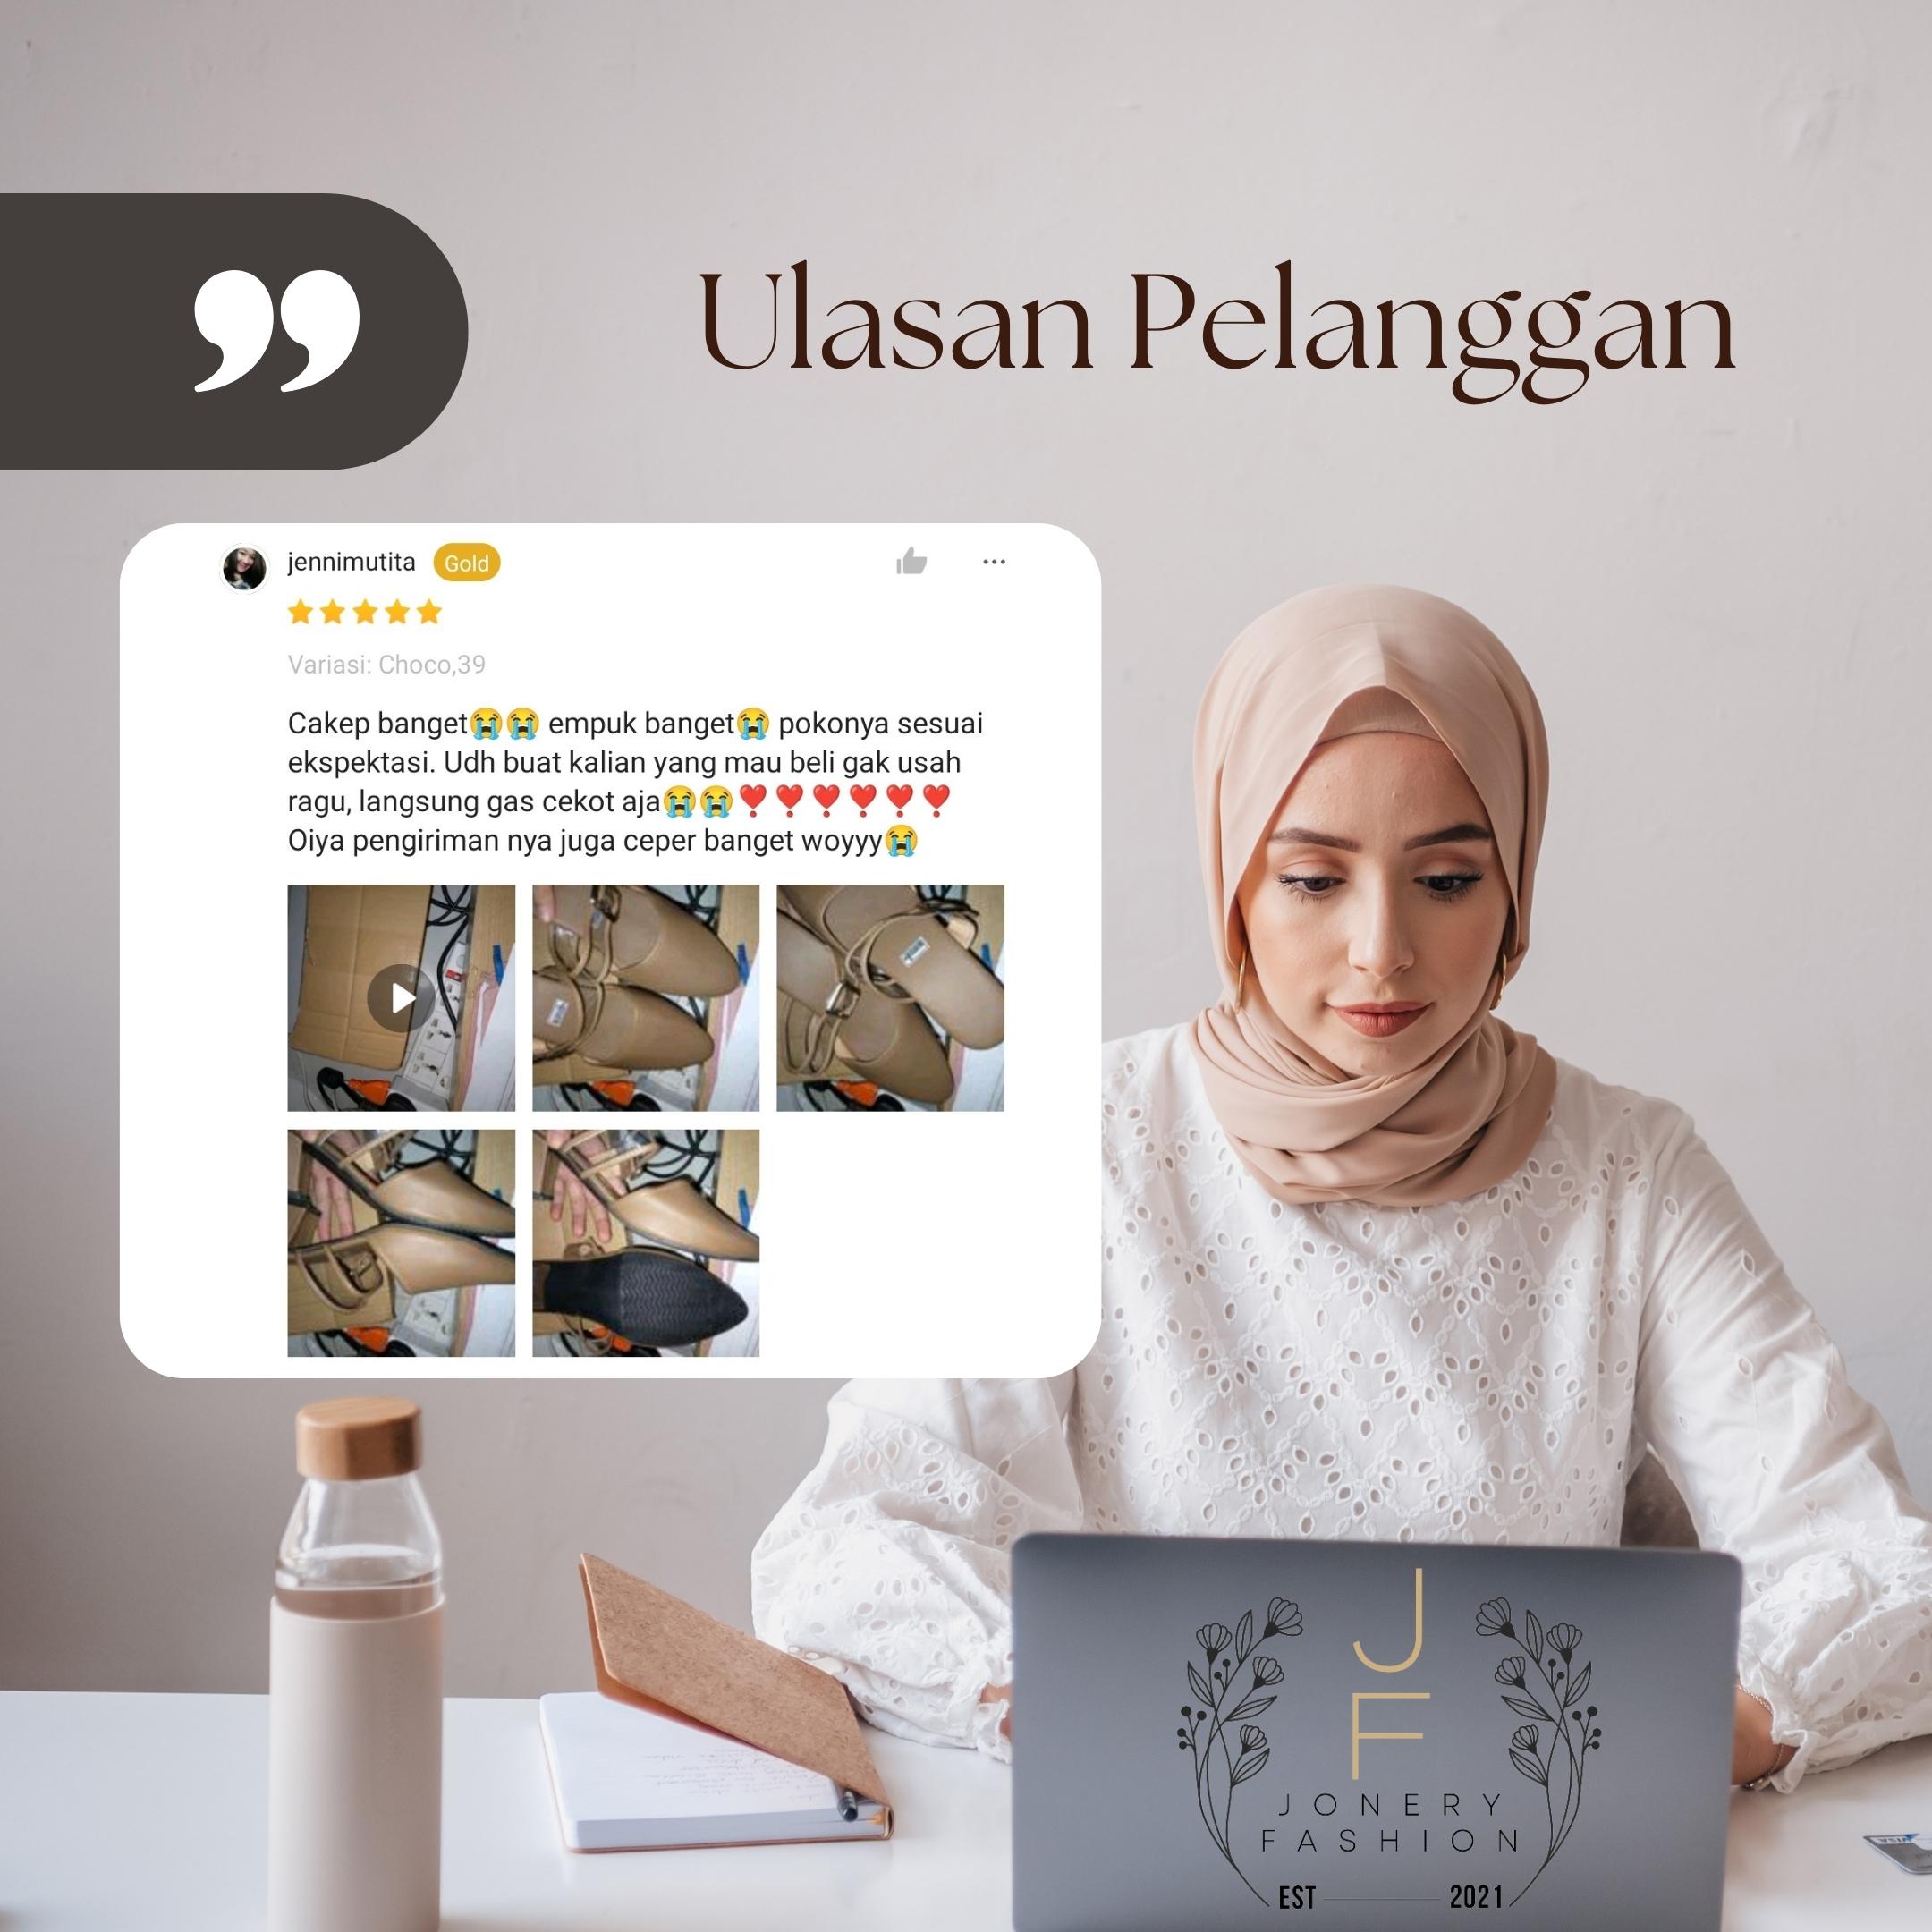 Ulasan Pelanggan
jennimutita Gold
Variasi: Choco,39
Cakep banget😭😭 empuk banget😭 pokonya sesuai
ekspektasi. Udh buat kalian yang mau beli gak usah
ragu, langsung gas cekot aja😭😭❣️❣️❣️❣️❣️❣️
Oiya pengiriman nya juga ceper banget woyyy😭
J
F
JONERY
FASHION
EST 2021
VISA